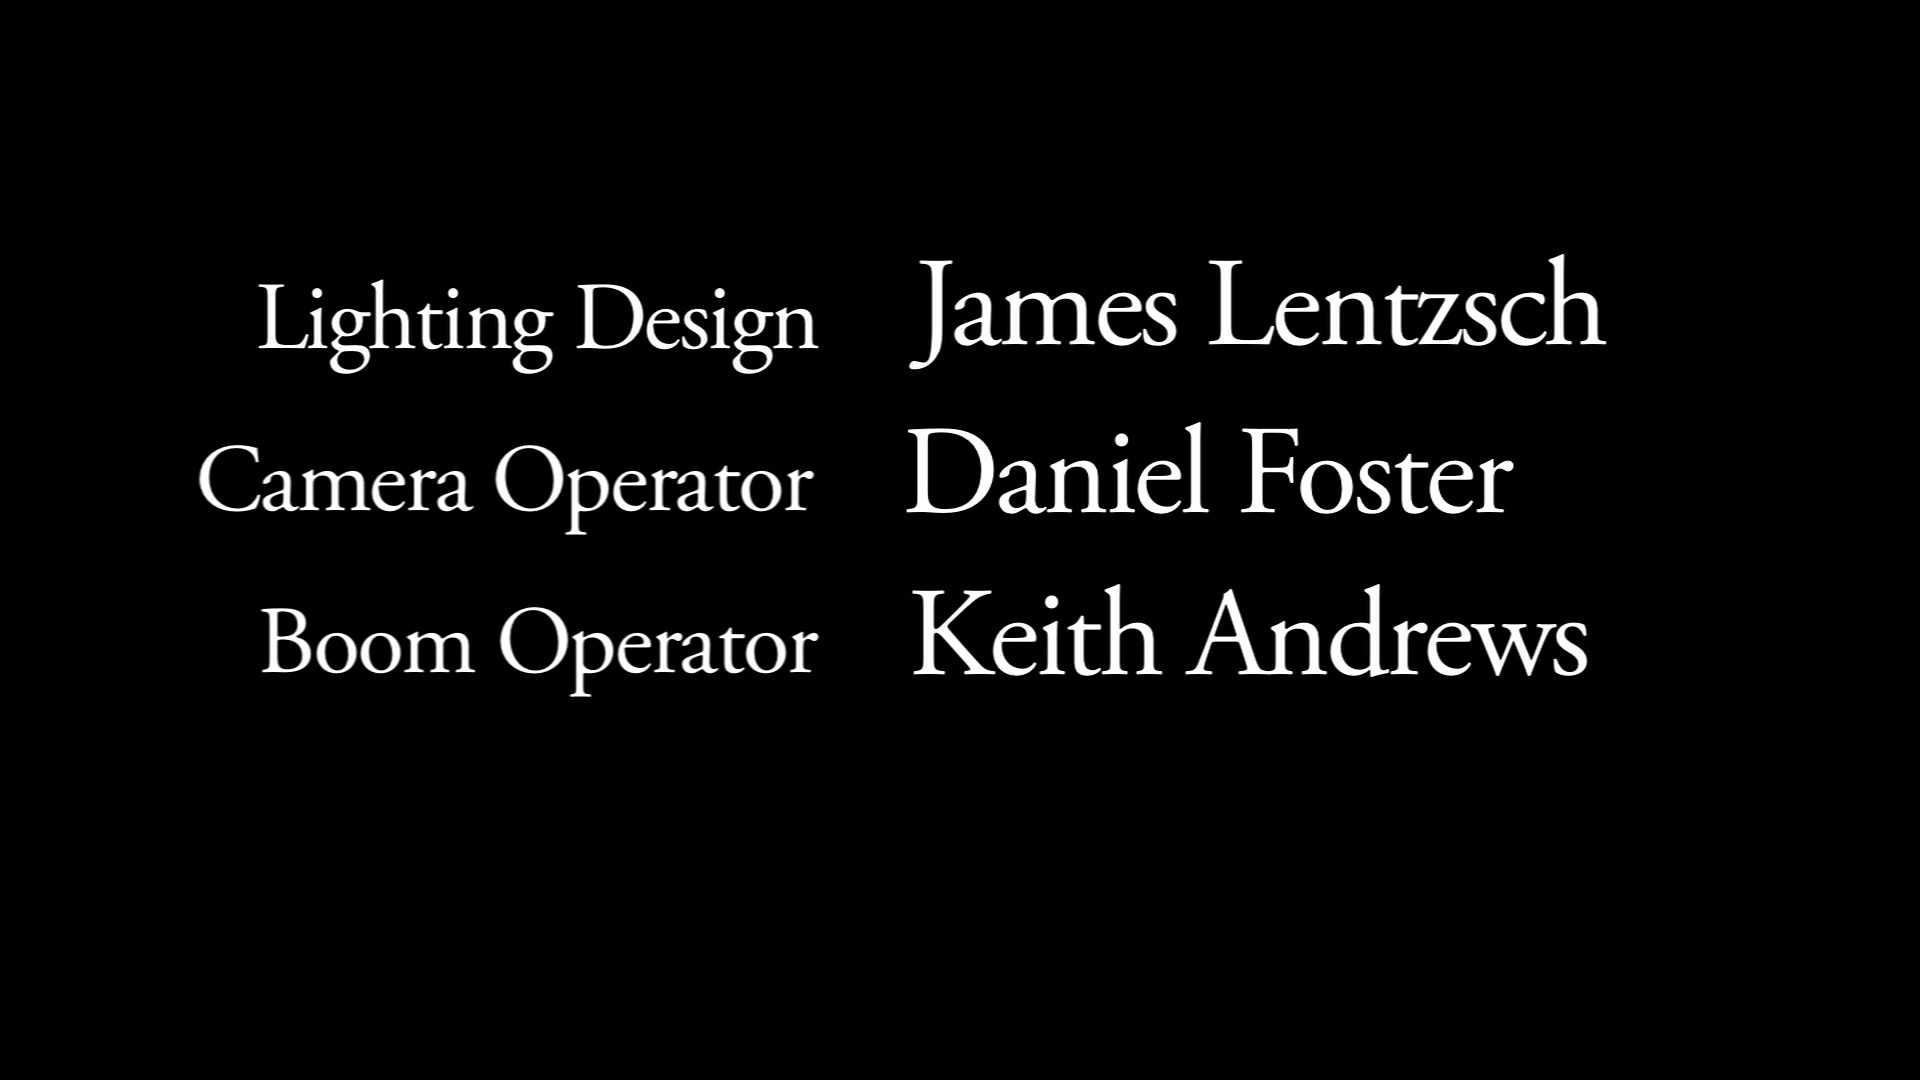 Lighting Design James Lentzsch
Camera Operator Daniel Foster
Boom Operator Keith Andrews